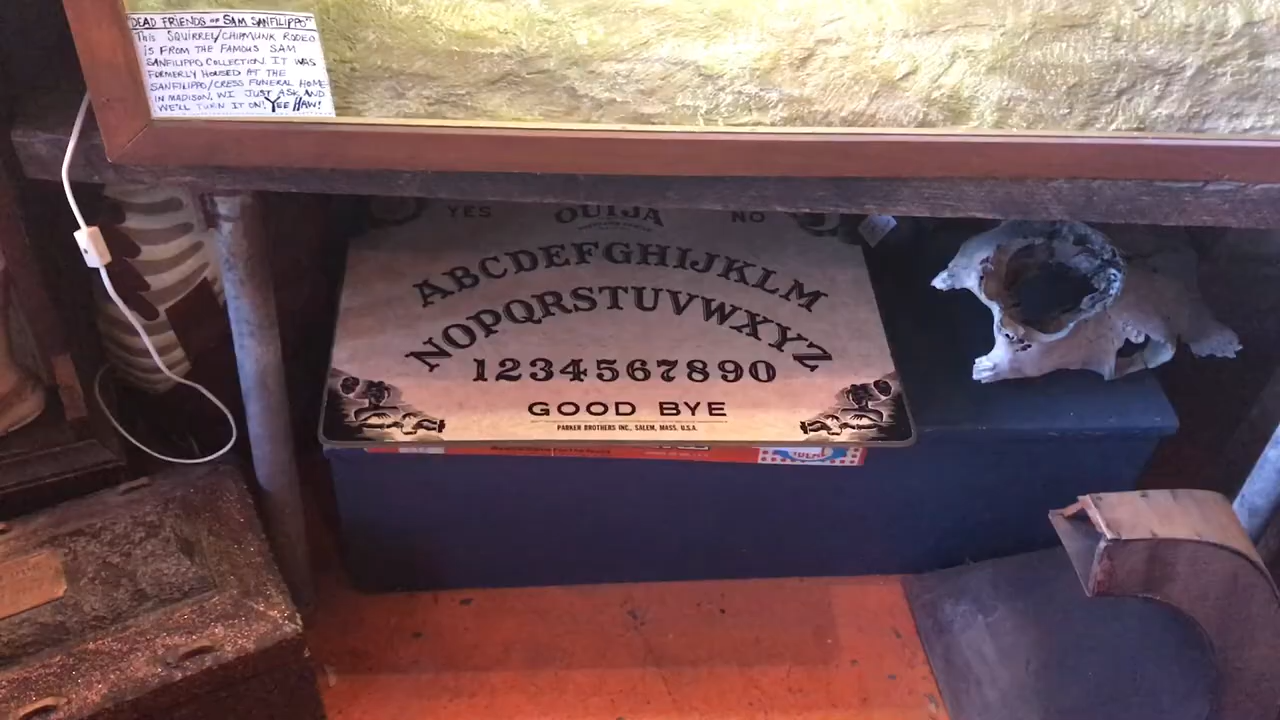 "DEAD FRIENDS OF SAM SANFILIPPO"
THIS SQUIRREL/CHIPMUNK RODEO
IS FROM THE FAMOUS SAM
SANFILIPPO COLLECTION. IT WAS
FORMERLY HOUSED AT THE
SANFILIPPO/CRESS FUNERAL HOME
IN MADISON, WI JUST ASK AND
WE'LL TURN IT ON! YEE HAW!
YES OUIJA NO
ABCDEFGHIJKLM
NOPQRSTUVWXYZ
1234567890
GOOD BYE
PARKER BROTHERS INC., SALEM, MASS. U.S.A.